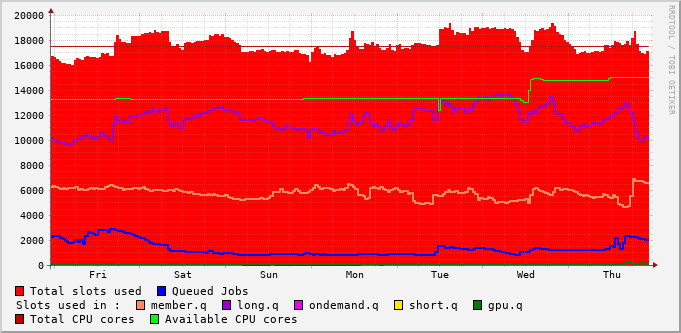 20000
18000
16000
14000
12000
10000
8000
6000
4000
2000
0
Fri Sat Sun Mon Tue Wed Thu
Total slots used Queued Jobs
Slots used in : member.q long.q ondemand.q short.q gpu.q
Total CPU cores Available CPU cores
RRDTOOL / TOBI OETIKER